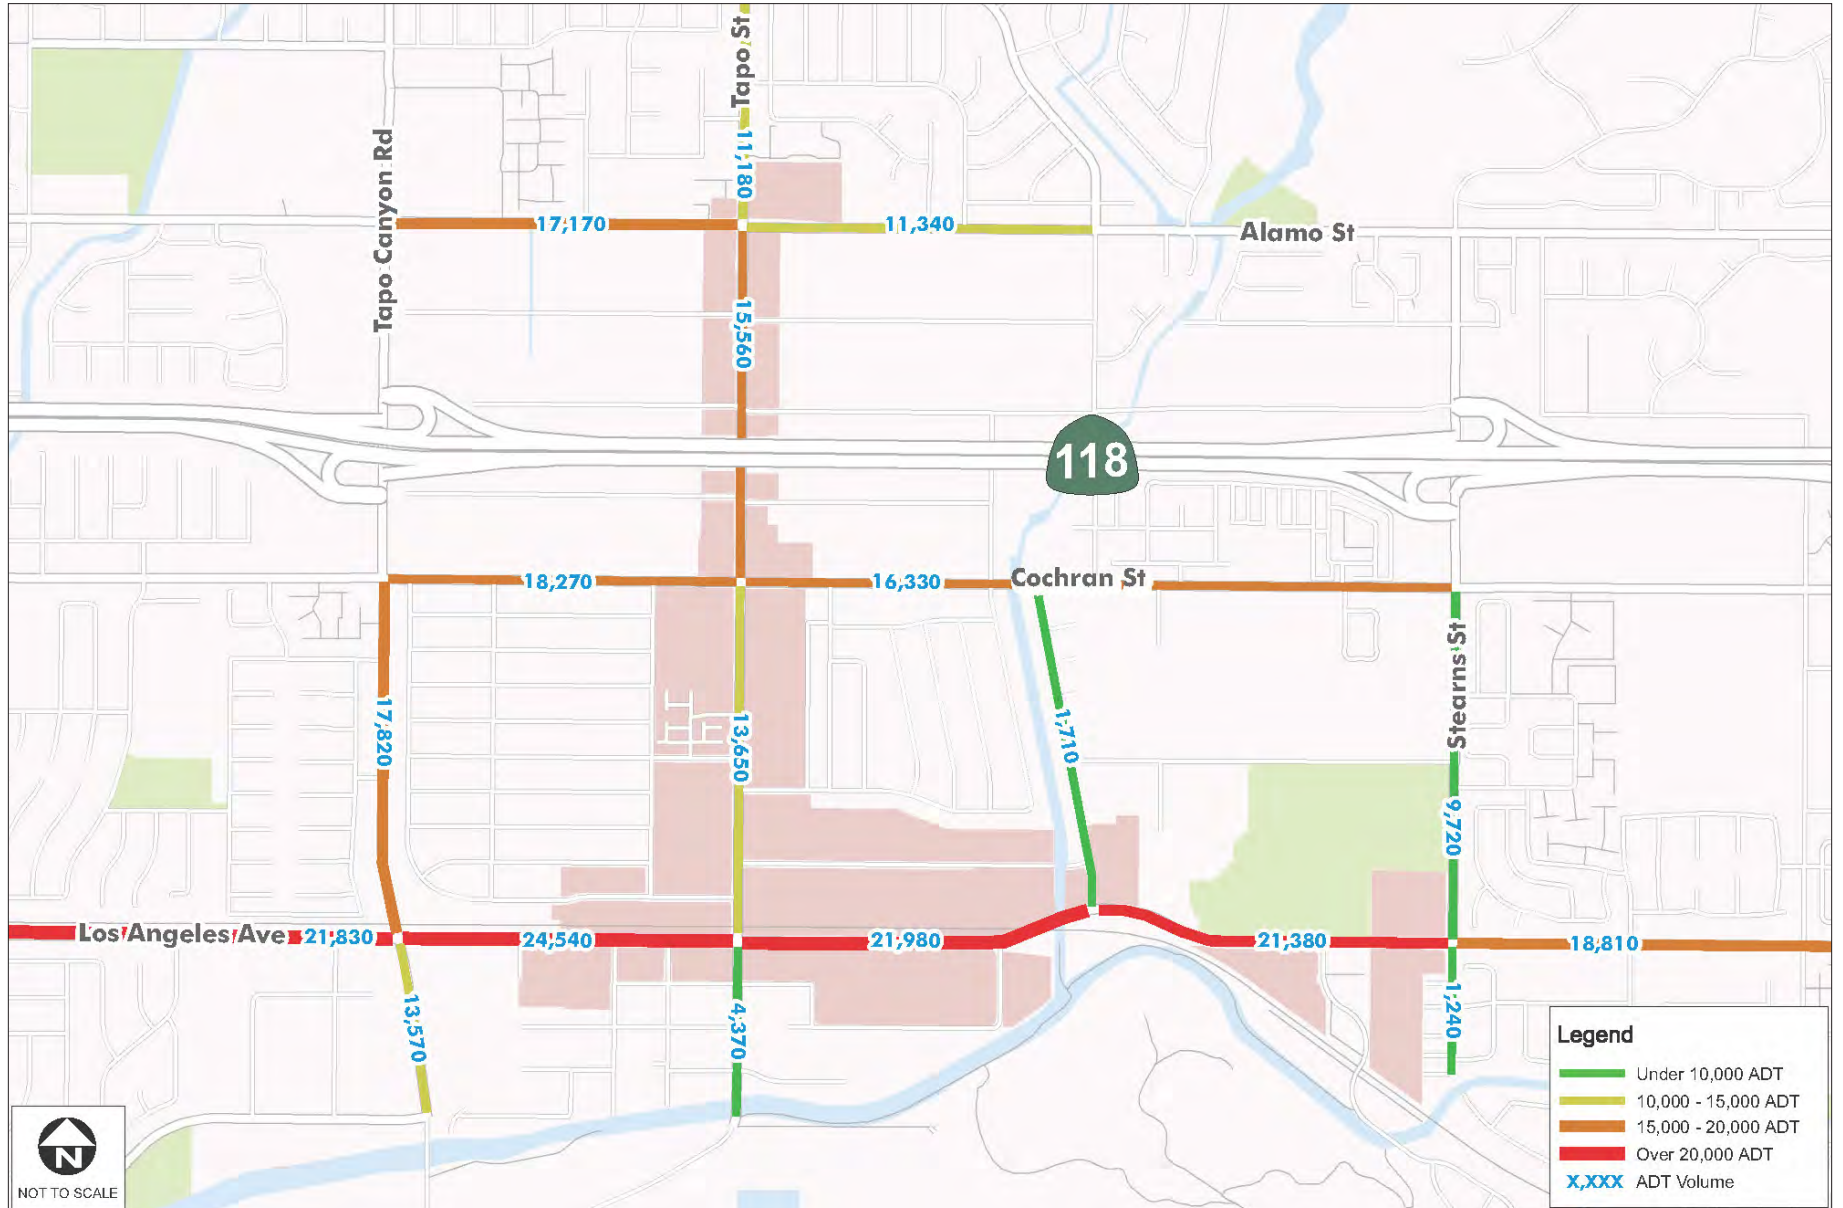 Tapo St
11,180
Tapo Canyon Rd
17,170
11,340
Alamo St
15,560
118
18,270
16,330
Cochran St
Stearns St
17,820
13,650
1,710
9,720
Los Angeles Ave
21,830
24,540
21,980
21,380
18,810
13,570
4,370
1,240
Legend
Under 10,000 ADT
10,000 - 15,000 ADT
15,000 - 20,000 ADT
Over 20,000 ADT
X,XXX ADT Volume
N
NOT TO SCALE